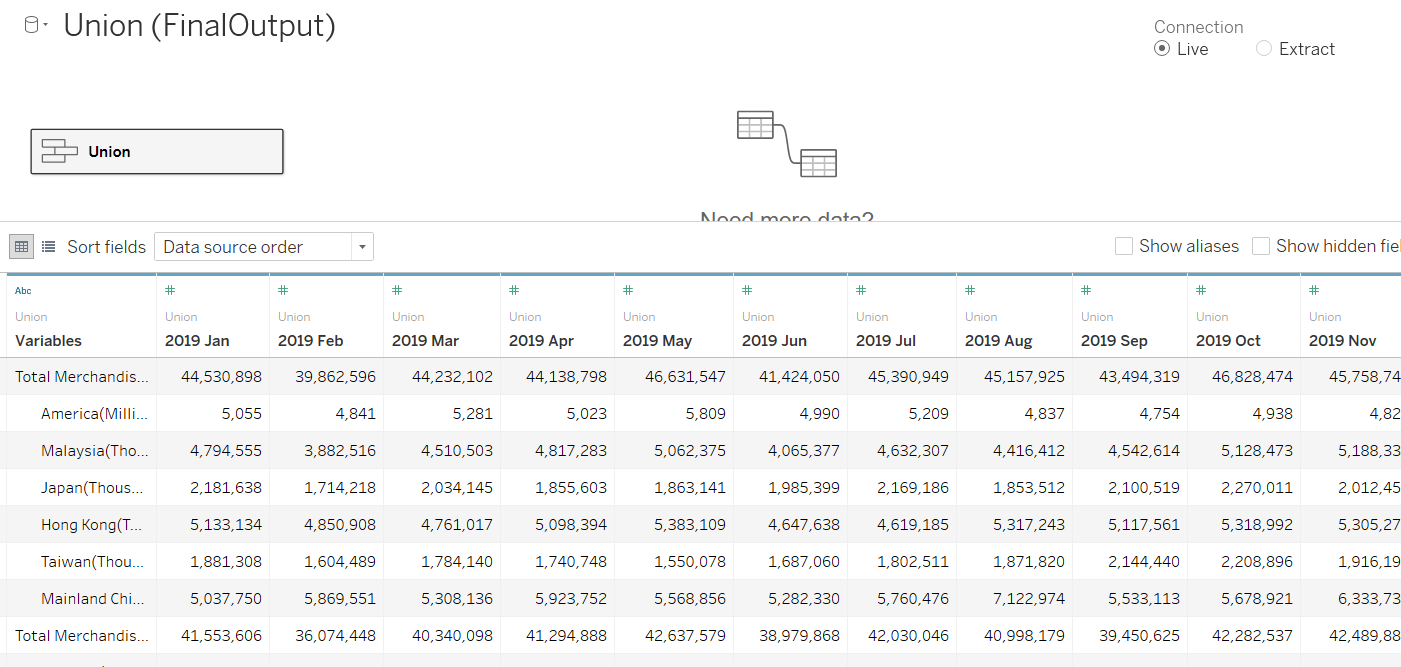 Union (FinalOutput)
Connection
Live Extract
Union
Need more data?
Sort fields Data source order Show aliases Show hidden fie
Abc # # # # # # # # # # #
Union Union Union Union Union Union Union Union Union Union Union Union
Variables 2019 Jan 2019 Feb 2019 Mar 2019 Apr 2019 May 2019 Jun 2019 Jul 2019 Aug 2019 Sep 2019 Oct 2019 Nov
Total Merchandis... 44,530,898 39,862,596 44,232,102 44,138,798 46,631,547 41,424,050 45,390,949 45,157,925 43,494,319 46,828,474 45,758,74
America(Milli... 5,055 4,841 5,281 5,023 5,809 4,990 5,209 4,837 4,754 4,938 4,82
Malaysia(Tho... 4,794,555 3,882,516 4,510,503 4,817,283 5,062,375 4,065,377 4,632,307 4,416,412 4,542,614 5,128,473 5,188,33
Japan(Thous... 2,181,638 1,714,218 2,034,145 1,855,603 1,863,141 1,985,399 2,169,186 1,853,512 2,100,519 2,270,011 2,012,45
Hong Kong(T... 5,133,134 4,850,908 4,761,017 5,098,394 5,383,109 4,647,638 4,619,185 5,317,243 5,117,561 5,318,992 5,305,27
Taiwan(Thou... 1,881,308 1,604,489 1,784,140 1,740,748 1,550,078 1,687,060 1,802,511 1,871,820 2,144,440 2,208,896 1,916,19
Mainland Chi... 5,037,750 5,869,551 5,308,136 5,923,752 5,568,856 5,282,330 5,760,476 7,122,974 5,533,113 5,678,921 6,333,73
Total Merchandis... 41,553,606 36,074,448 40,340,098 41,294,888 42,637,579 38,979,868 42,030,046 40,998,179 39,450,625 42,282,537 42,489,88